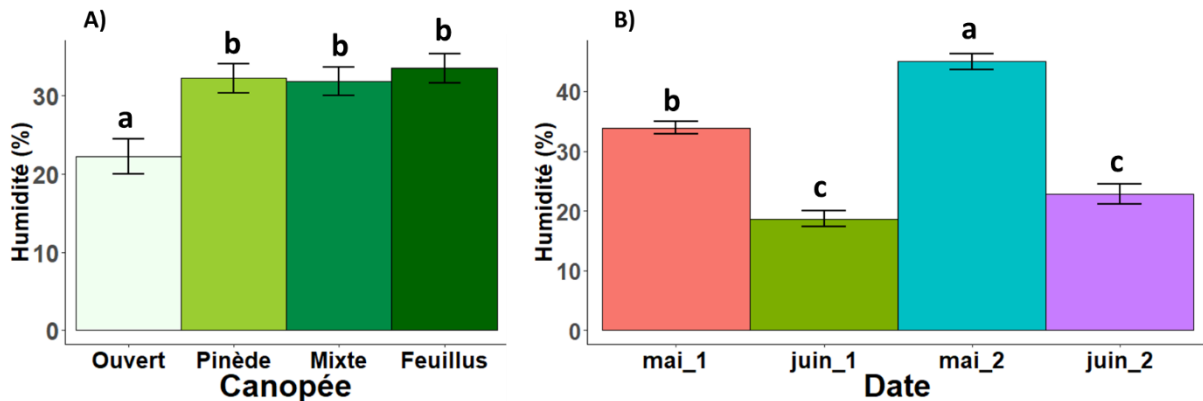 A)
Humidité (%)
30
20
10
0
a
b
b
b
Ouvert Pinède Mixte Feuillus
Canopée
B)
Humidité (%)
40
30
20
10
0
b
c
a
c
mai_1 juin_1 mai_2 juin_2
Date